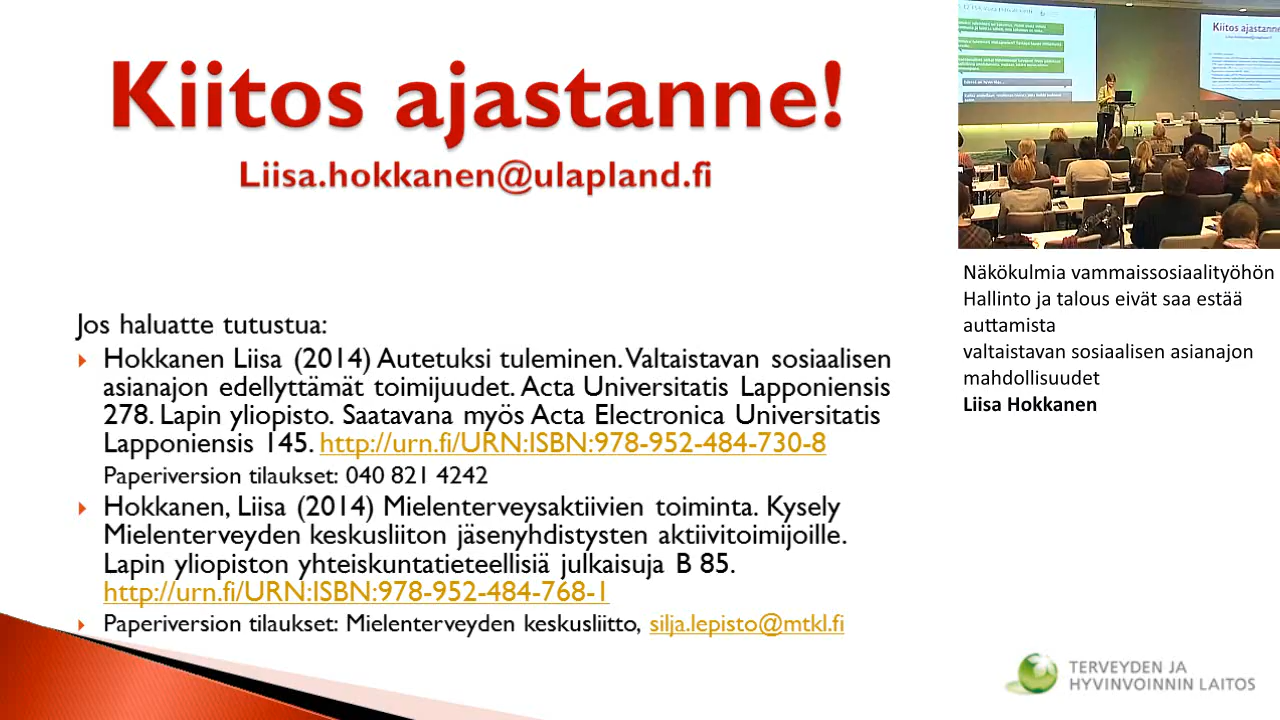 Kiitos ajastanne!
Liisa.hokkanen@ulapland.fi
Jos haluatte tutustua:
Hokkanen Liisa (2014) Autetuksi tuleminen. Valtaistavan sosiaalisen
asianajon edellyttämät toimijuudet. Acta Universitatis Lapponiensis
278. Lapin yliopisto. Saatavana myös Acta Electronica Universitatis
Lapponiensis 145. http://urn.fi/URN:ISBN:978-952-484-730-8
Paperiversion tilaukset: 040 821 4242
Hokkanen, Liisa (2014) Mielenterveysaktiivien toiminta. Kysely
Mielenterveyden keskusliiton jäsenyhdistysten aktiivitoimijoille.
Lapin yliopiston yhteiskuntatieteellisiä julkaisuja B 85.
http://urn.fi/URN:ISBN:978-952-484-768-1
Paperiversion tilaukset: Mielenterveyden keskusliitto, silja.lepisto@mtkl.fi
Kiitos ajastanne
Liisa.hokkanen@ulapland.fi
Näkökulmia vammaissosiaalityöhön
Hallinto ja talous eivät saa estää
auttamista
valtaistavan sosiaalisen asianajon
mahdollisuudet
Liisa Hokkanen
TERVEYDEN JA
HYVINVOINNIN LAITOS